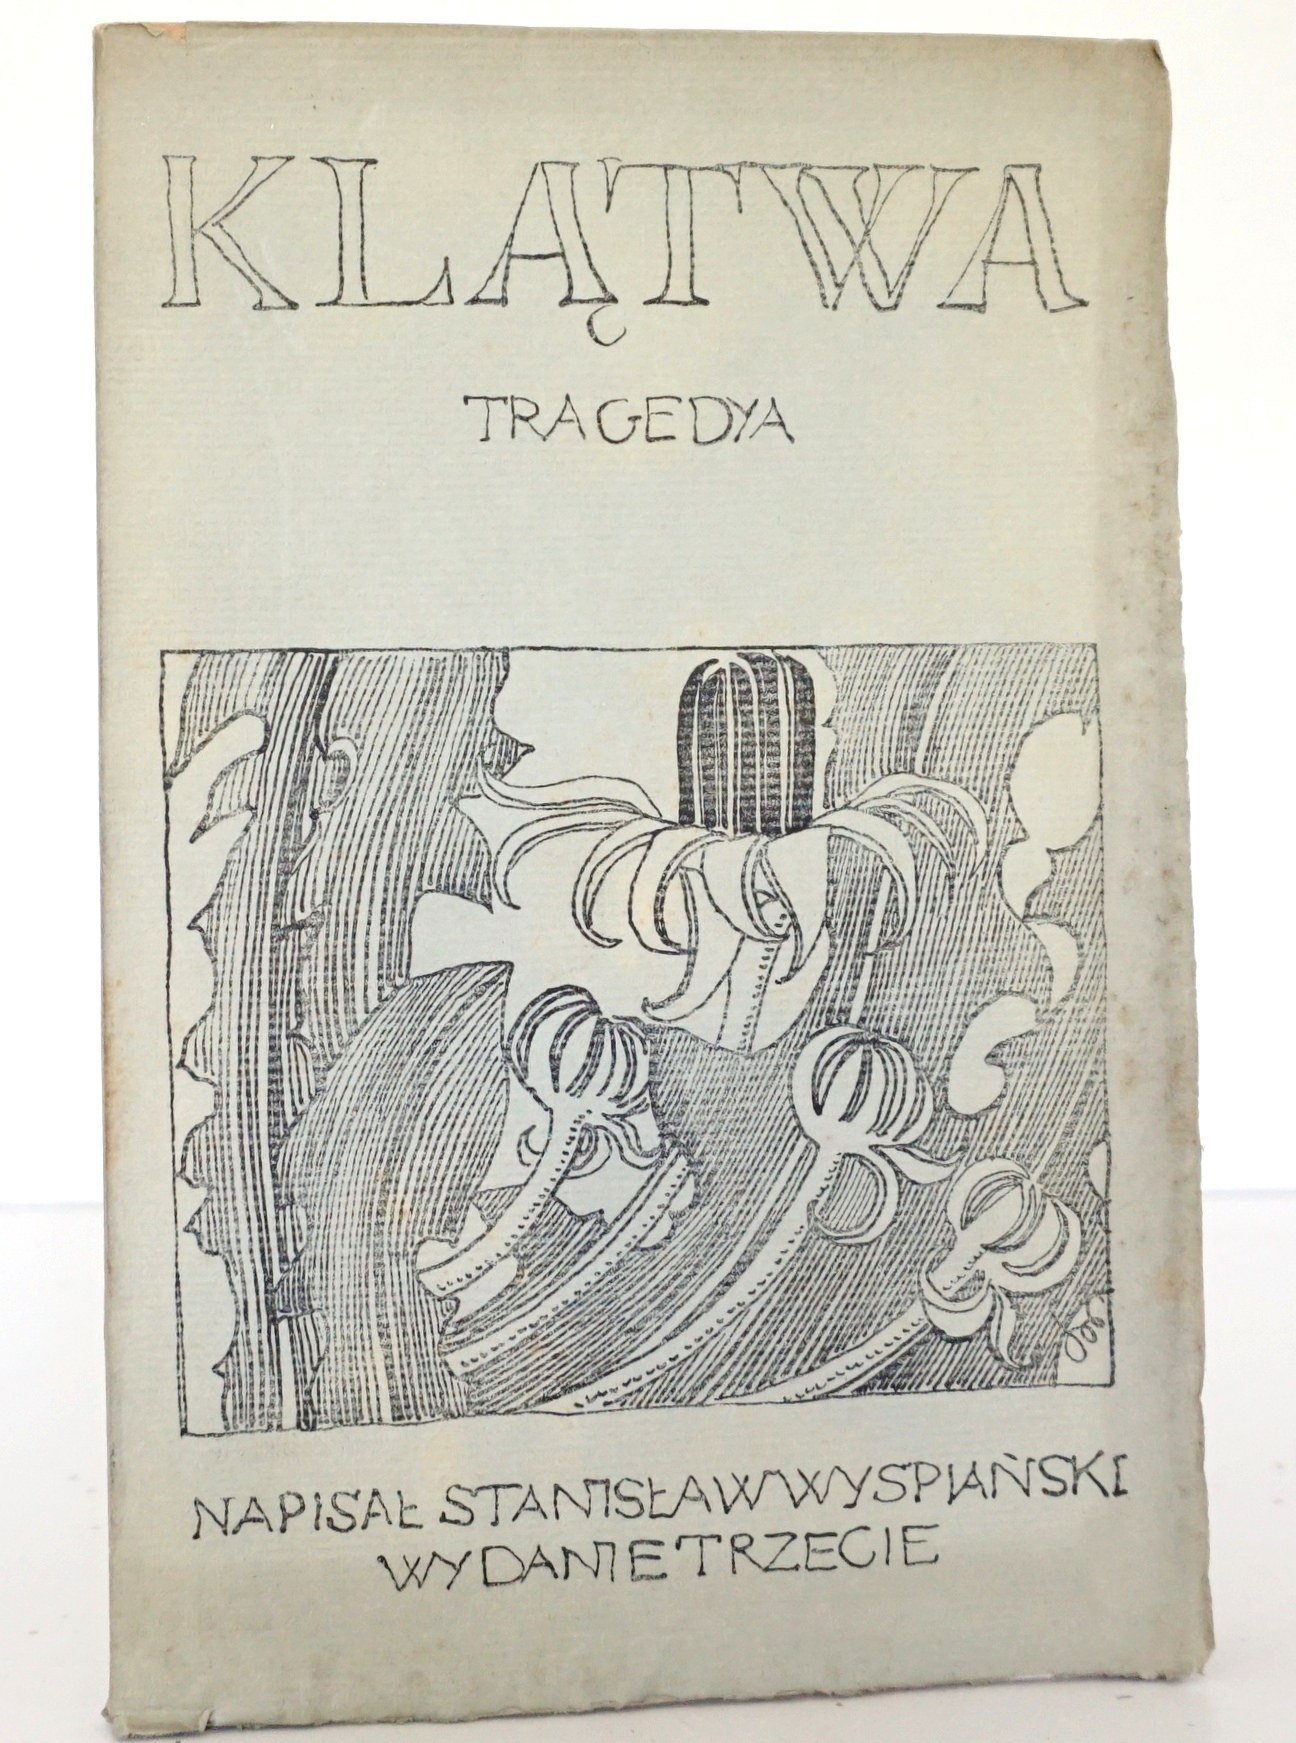 KLĄTWA
TRAGEDYA
NAPISAŁ STANISŁAW WYSPIAŃSKI
WYDANIE TRZECIE